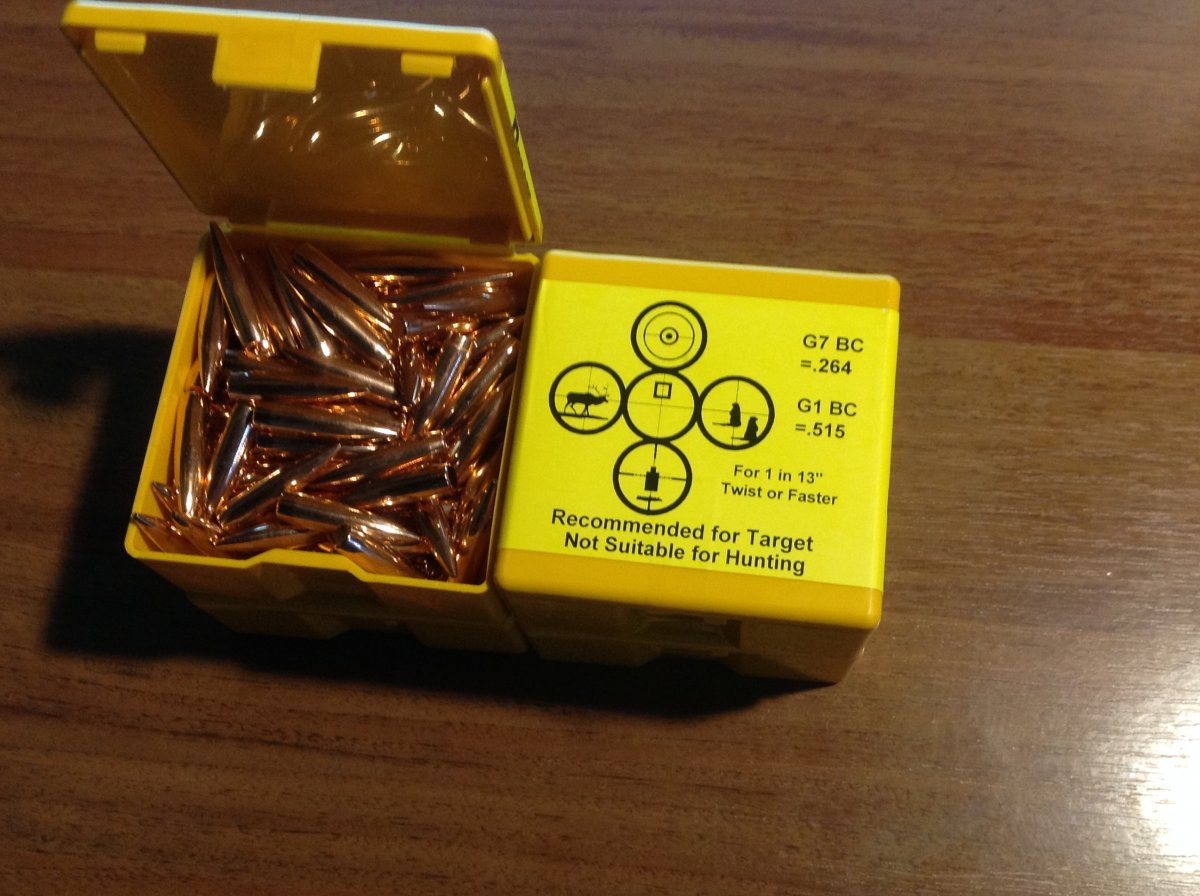 G7 BC
=.264
G1 BC
=.515
For 1 in 13"
Twist or Faster
Recommended for Target
Not Suitable for Hunting